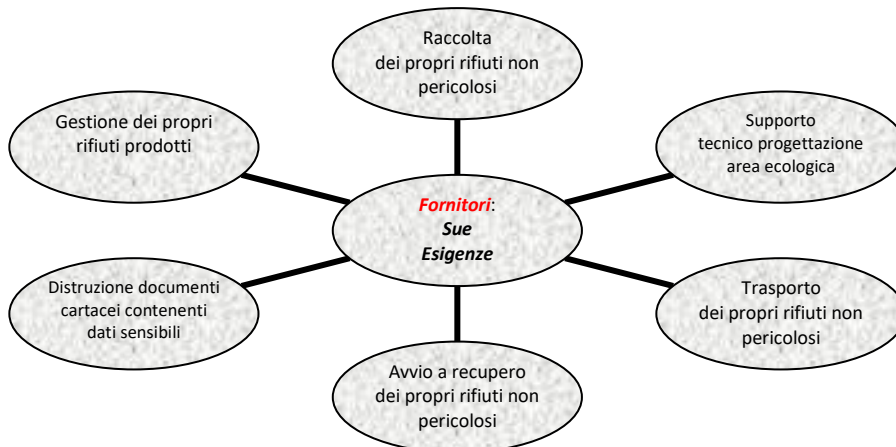 Raccolta
dei propri rifiuti non
pericolosi
Gestione dei propri
rifiuti prodotti
Supporto
tecnico progettazione
area ecologica
Fornitori:
Sue
Esigenze
Distruzione documenti
cartacei contenenti
dati sensibili
Trasporto
dei propri rifiuti non
pericolosi
Avvio a recupero
dei propri rifiuti non
pericolosi